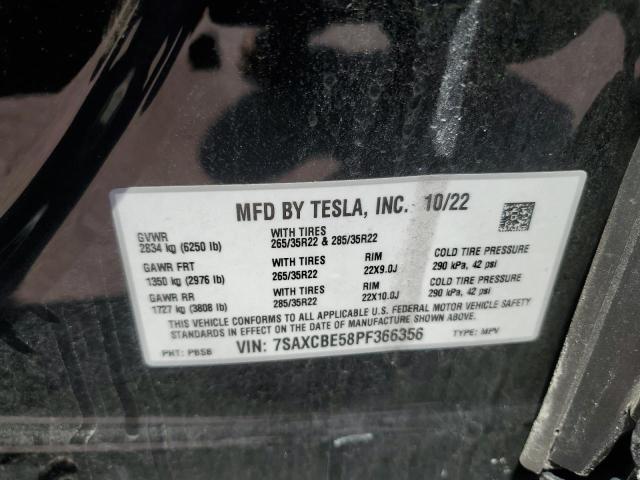 MFD BY TESLA, INC. 10/22
GVWR
2834 kg (6250 lb)
WITH TIRES
265/35R22 & 285/35R22
GAWR FRT
1350 kg (2976 lb)
WITH TIRES
265/35R22
RIM
22X9.0J
COLD TIRE PRESSURE
290 kPa, 42 psi
GAWR RR
1727 kg (3808 lb)
WITH TIRES
285/35R22
RIM
22X10.0J
COLD TIRE PRESSURE
290 kPa, 42 psi
THIS VEHICLE CONFORMS TO ALL APPLICABLE U.S. FEDERAL MOTOR VEHICLE SAFETY
STANDARDS IN EFFECT ON THE DATE OF MANUFACTURE SHOWN ABOVE.
PNT: PBSB VIN: 7SAXCBE58PF366356 TYPE: MPV